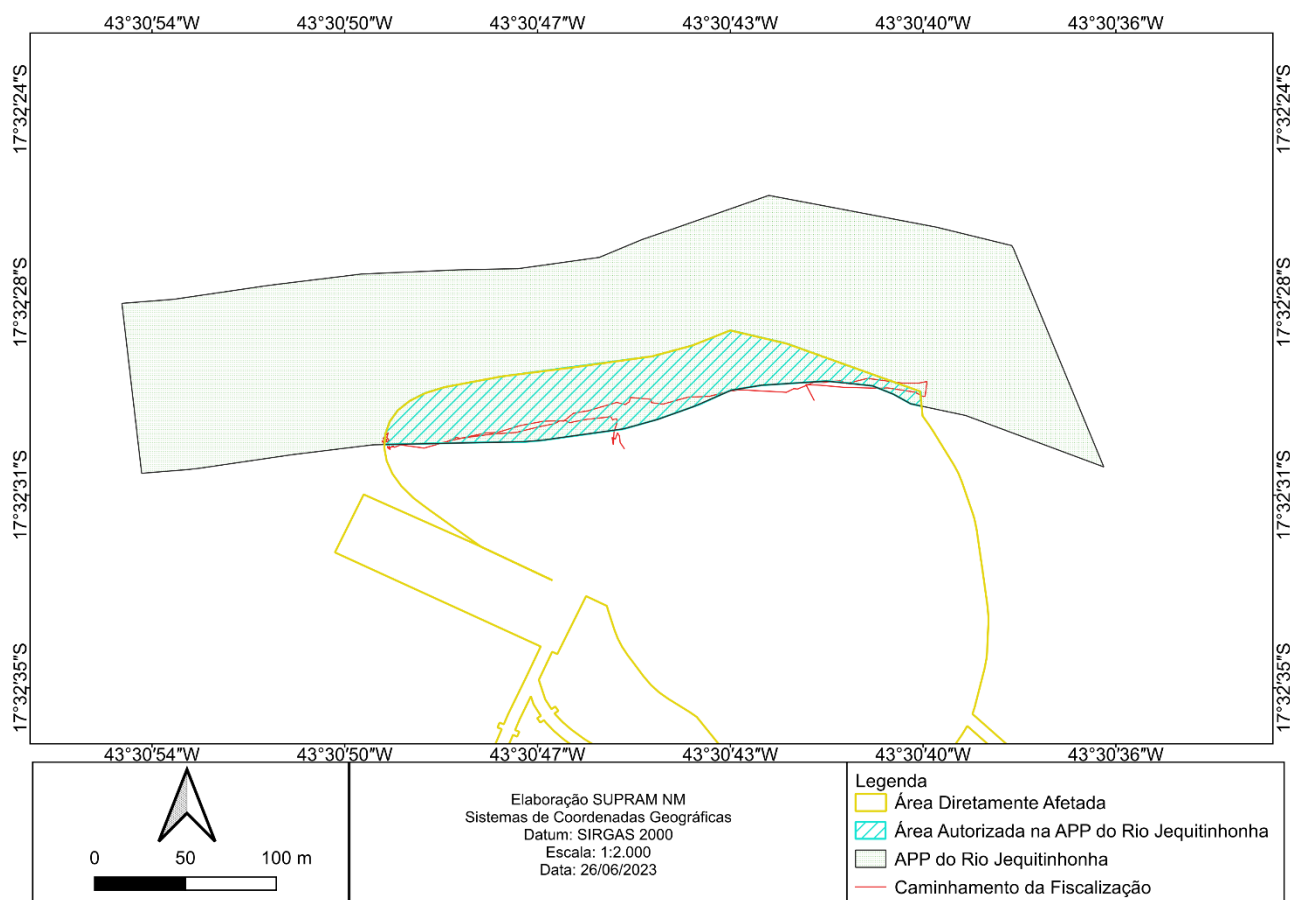 43°30′54″W 43°30′50″W 43°30′47″W 43°30′43″W 43°30′40″W 43°30′36″W
17°32′24″S 17°32′24″S
17°32′28″S 17°32′28″S
17°32′31″S 17°32′31″S
17°32′35″S 17°32′35″S
43°30′54″W 43°30′50″W 43°30′47″W 43°30′43″W 43°30′40″W 43°30′36″W
0 50 100 m
Elaboração SUPRAM NM
Sistemas de Coordenadas Geográficas
Datum: SIRGAS 2000
Escala: 1:2.000
Data: 26/06/2023
Legenda
Área Diretamente Afetada
Área Autorizada na APP do Rio Jequitinhonha
APP do Rio Jequitinhonha
Caminhamento da Fiscalização